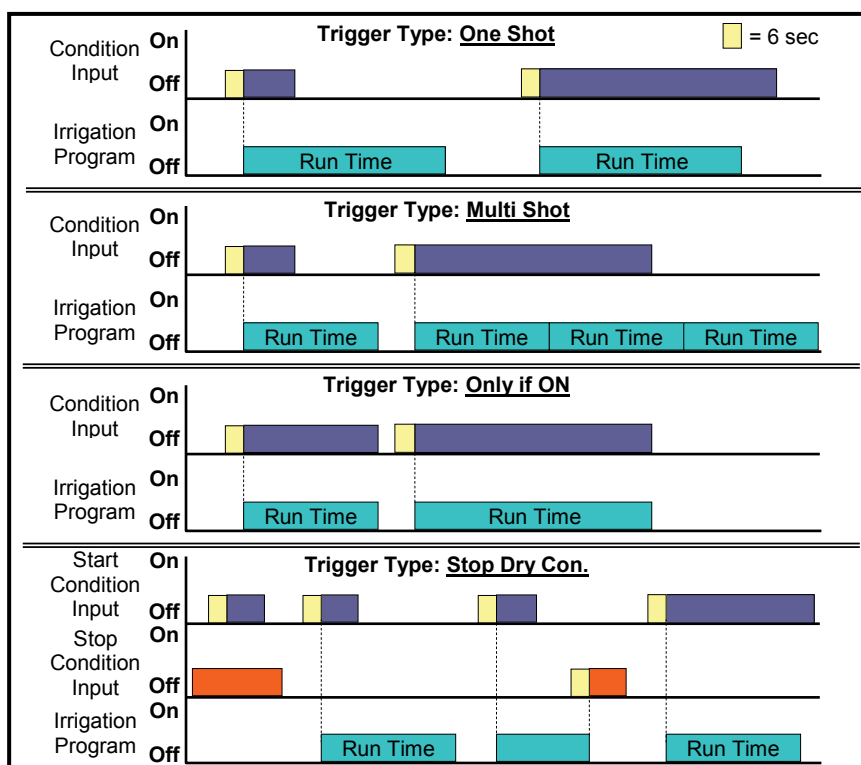 Trigger Type: One Shot
= 6 sec
Condition
Input
On
Off
Irrigation
Program
On
Off
Run Time
Run Time
Trigger Type: Multi Shot
Condition
Input
On
Off
Irrigation
Program
On
Off
Run Time
Run Time
Run Time
Run Time
Trigger Type: Only if ON
Condition
Input
On
Off
Irrigation
Program
On
Off
Run Time
Run Time
Trigger Type: Stop Dry Con.
Start
Condition
Input
On
Off
Stop
Condition
Input
On
Off
Irrigation
Program
On
Off
Run Time
Run Time